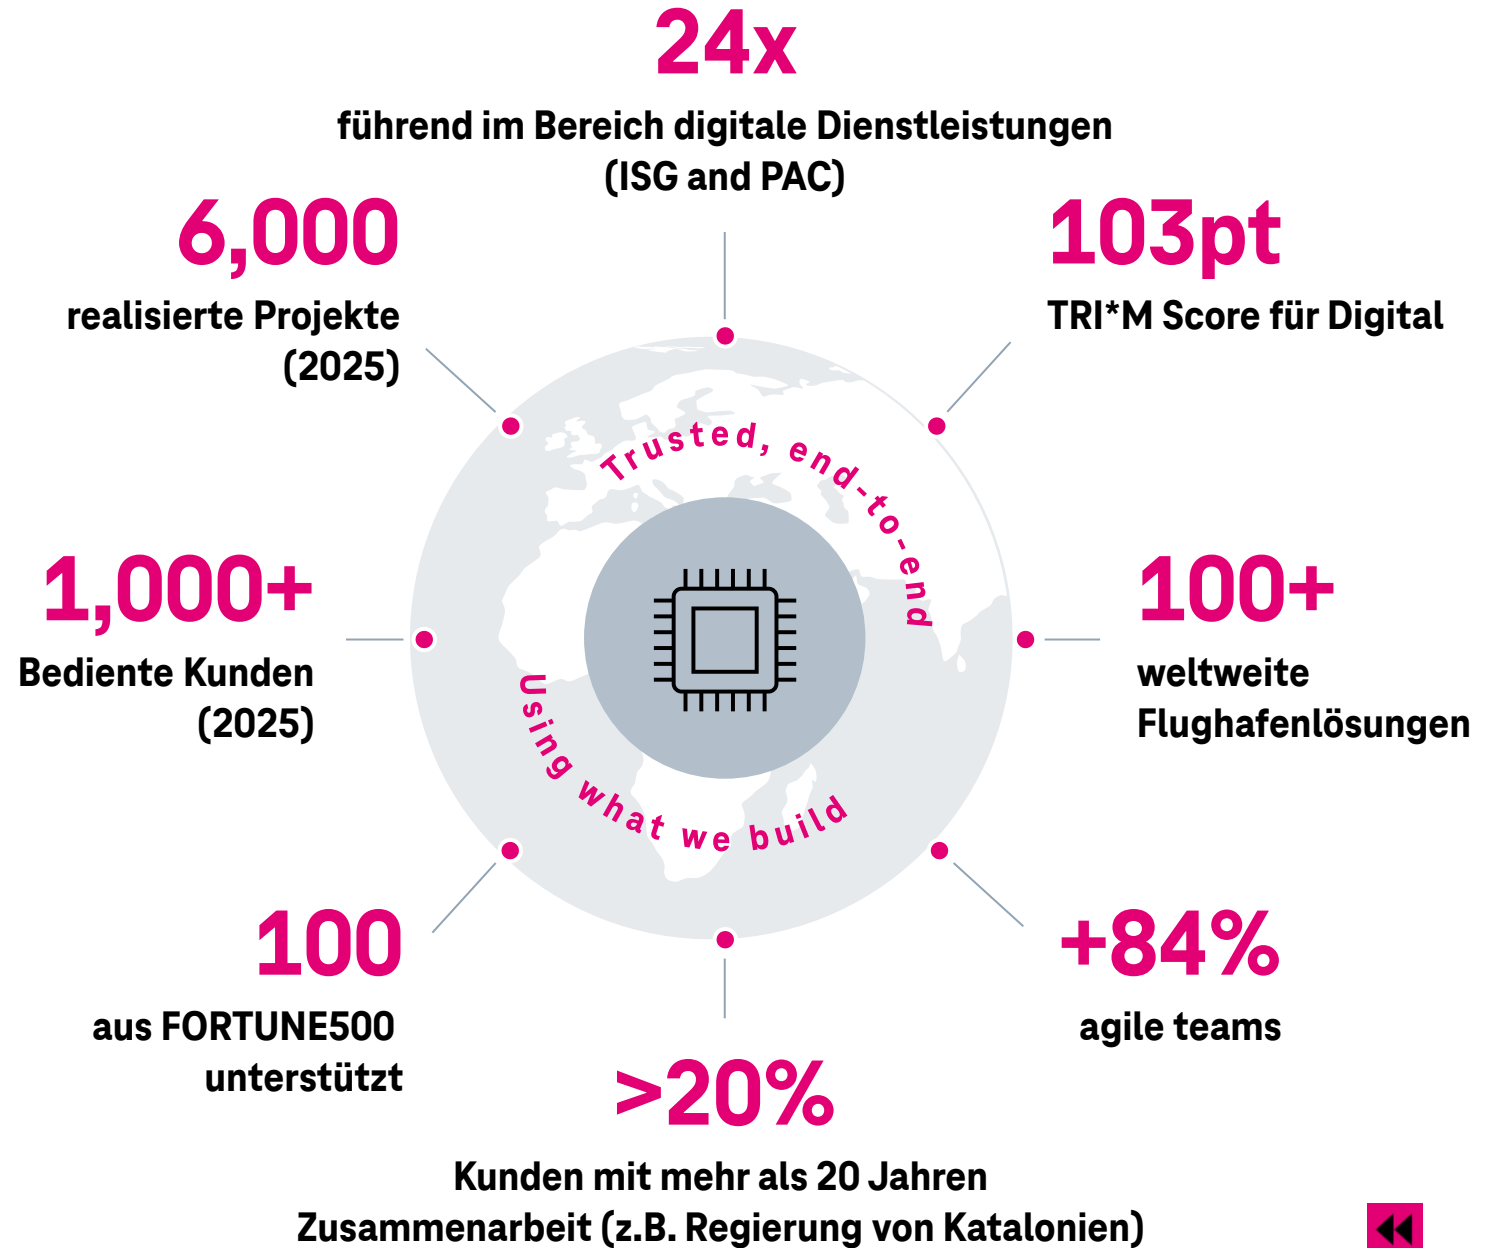 24x
führend im Bereich digitale Dienstleistungen
(ISG and PAC)
6,000
realisierte Projekte
(2025)
103pt
TRI*M Score für Digital
Trusted, end-to-end
1,000+
Bediente Kunden
(2025)
100+
weltweite
Flughafenlösungen
Using what we build
100
aus FORTUNE500
unterstützt
+84%
agile teams
>20%
Kunden mit mehr als 20 Jahren
Zusammenarbeit (z.B. Regierung von Katalonien)